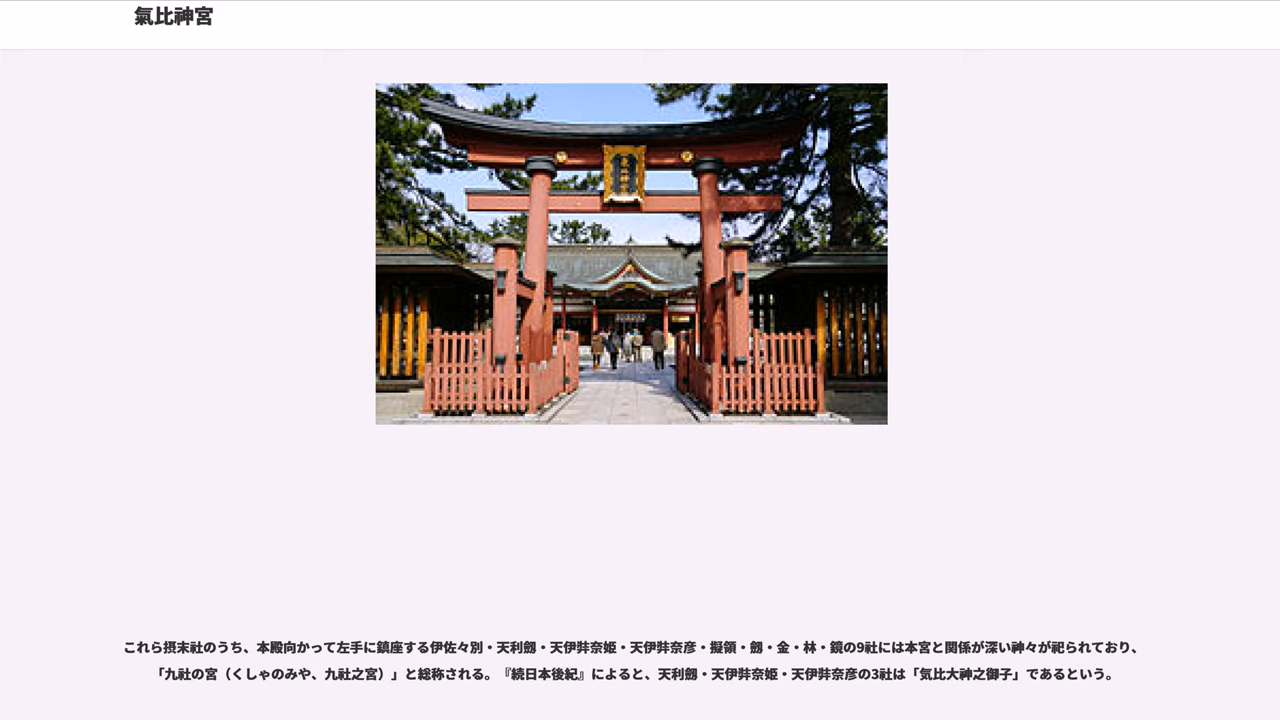 氣比神宮
これら摂末社のうち、本殿向かって左手に鎮座する伊佐々別・天利劔・天伊弉奈姫・天伊弉奈彦・擬領・劔・金・林・鏡の9社には本宮と関係が深い神々が祀られており、
「九社の宮（くしゃのみや、九社之宮）」と総称される。『続日本後紀』によると、天利劔・天伊弉奈姫・天伊弉奈彦の3社は「気比大神之御子」であるという。